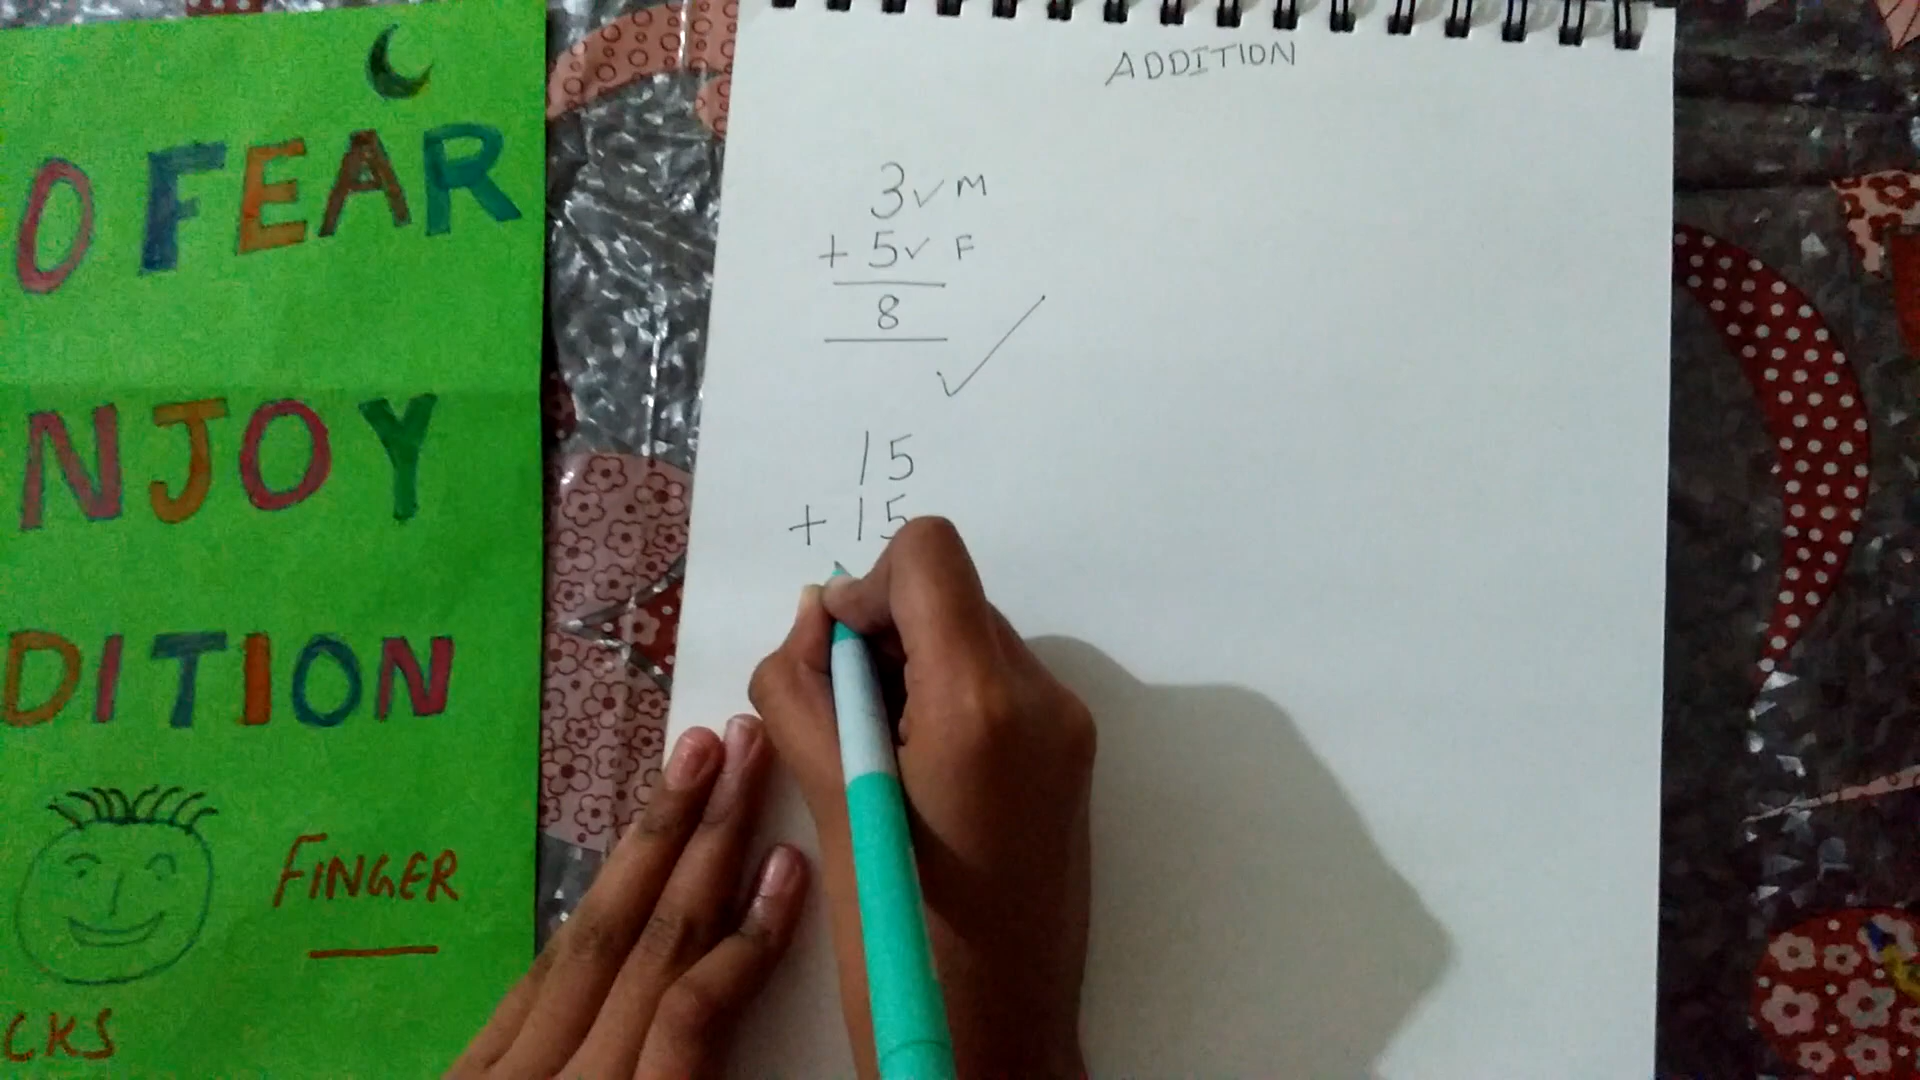 O FEAR
NJOY
DITION
FINGER
CKS
ADDITION
3✓ M
+ 5✓ F
8
✓
15
+ 15